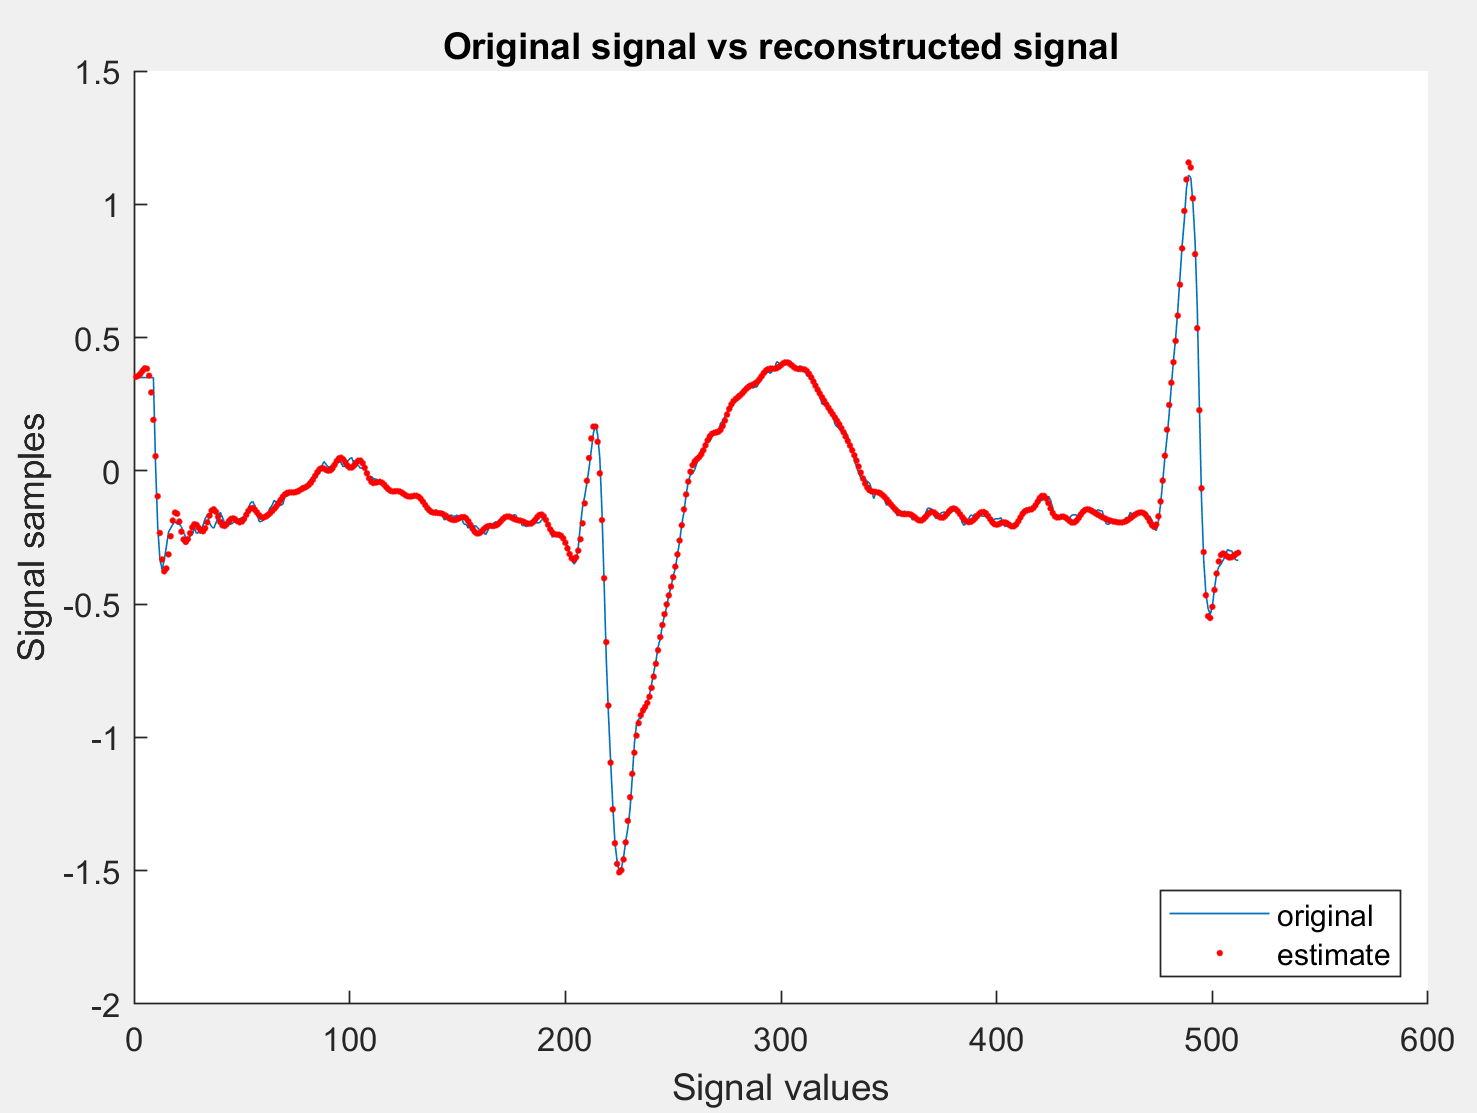 Original signal vs reconstructed signal
1.5
1
0.5
0
-0.5
-1
-1.5
-2
Signal samples
original
estimate
0 100 200 300 400 500 600
Signal values